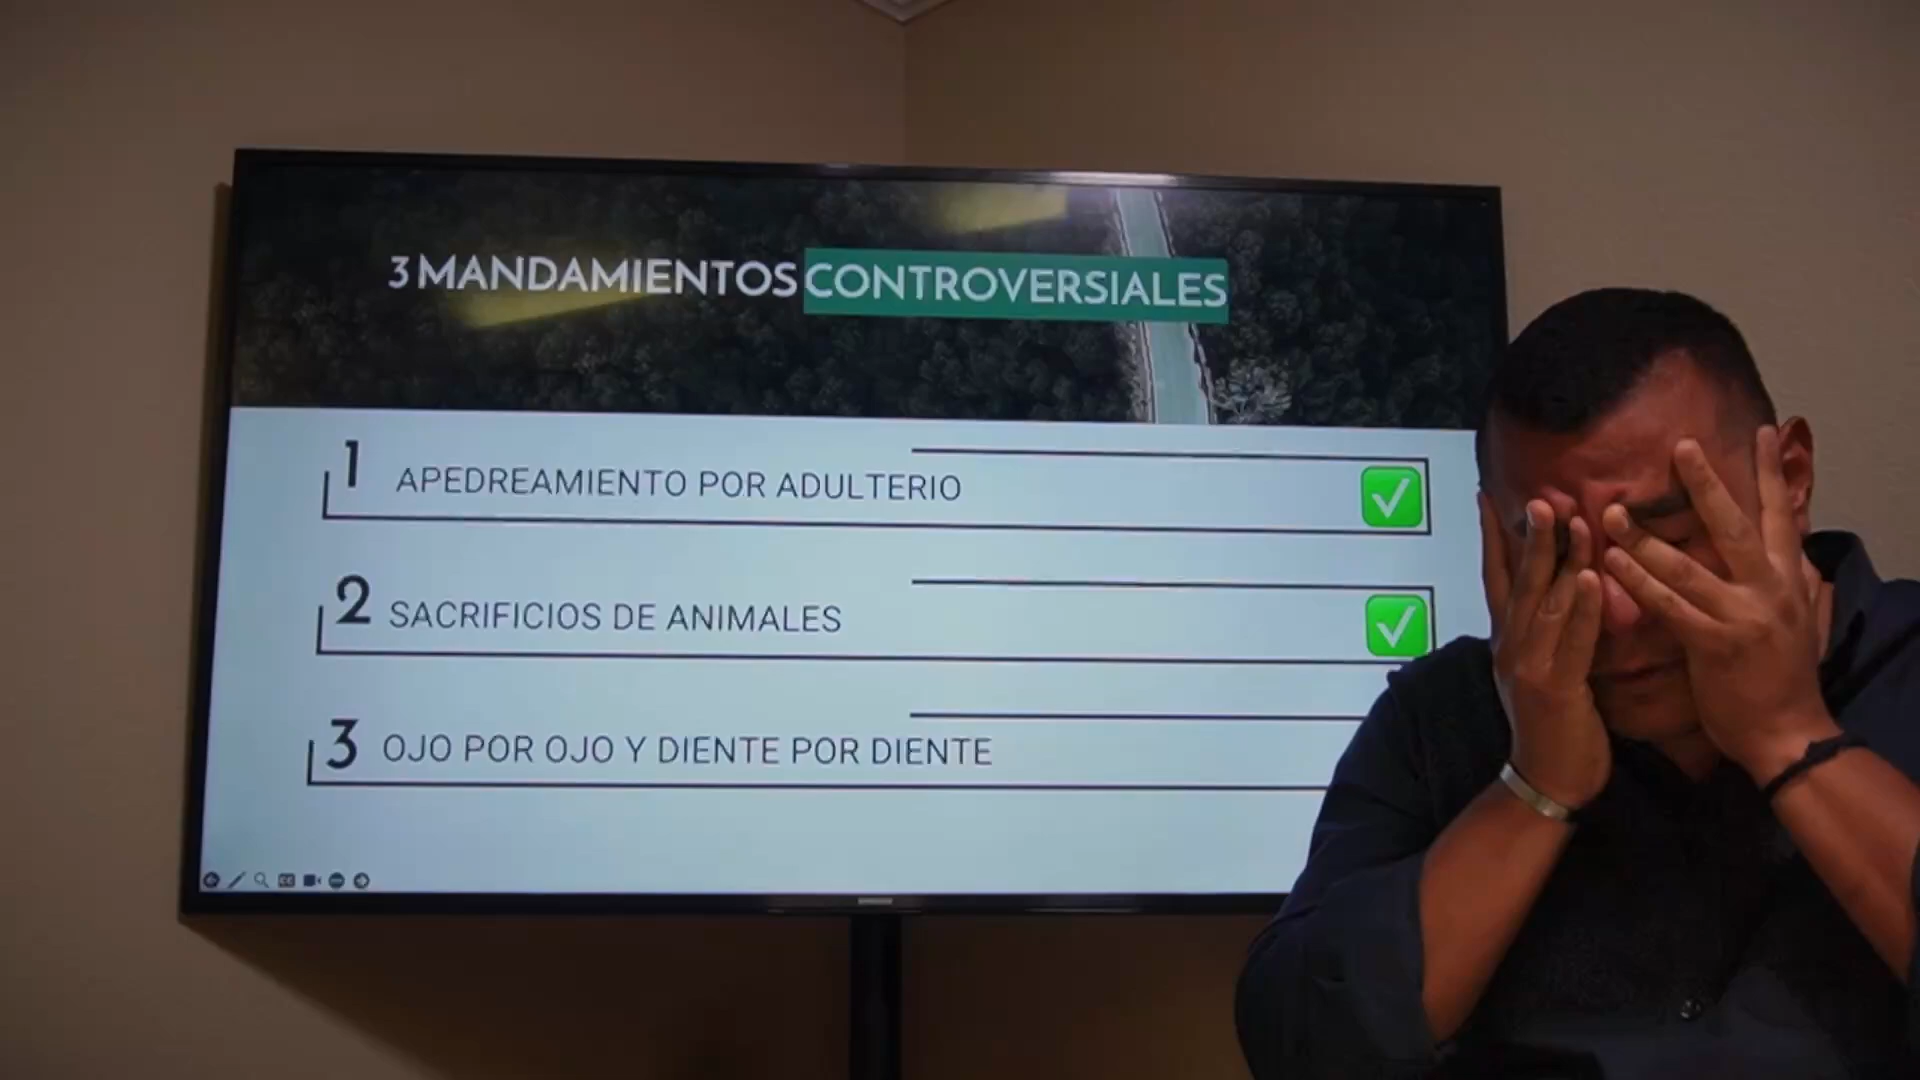 3 MANDAMIENTOS CONTROVERSIALES
1 APEDREAMIENTO POR ADULTERIO
2 SACRIFICIOS DE ANIMALES
3 OJO POR OJO Y DIENTE POR DIENTE